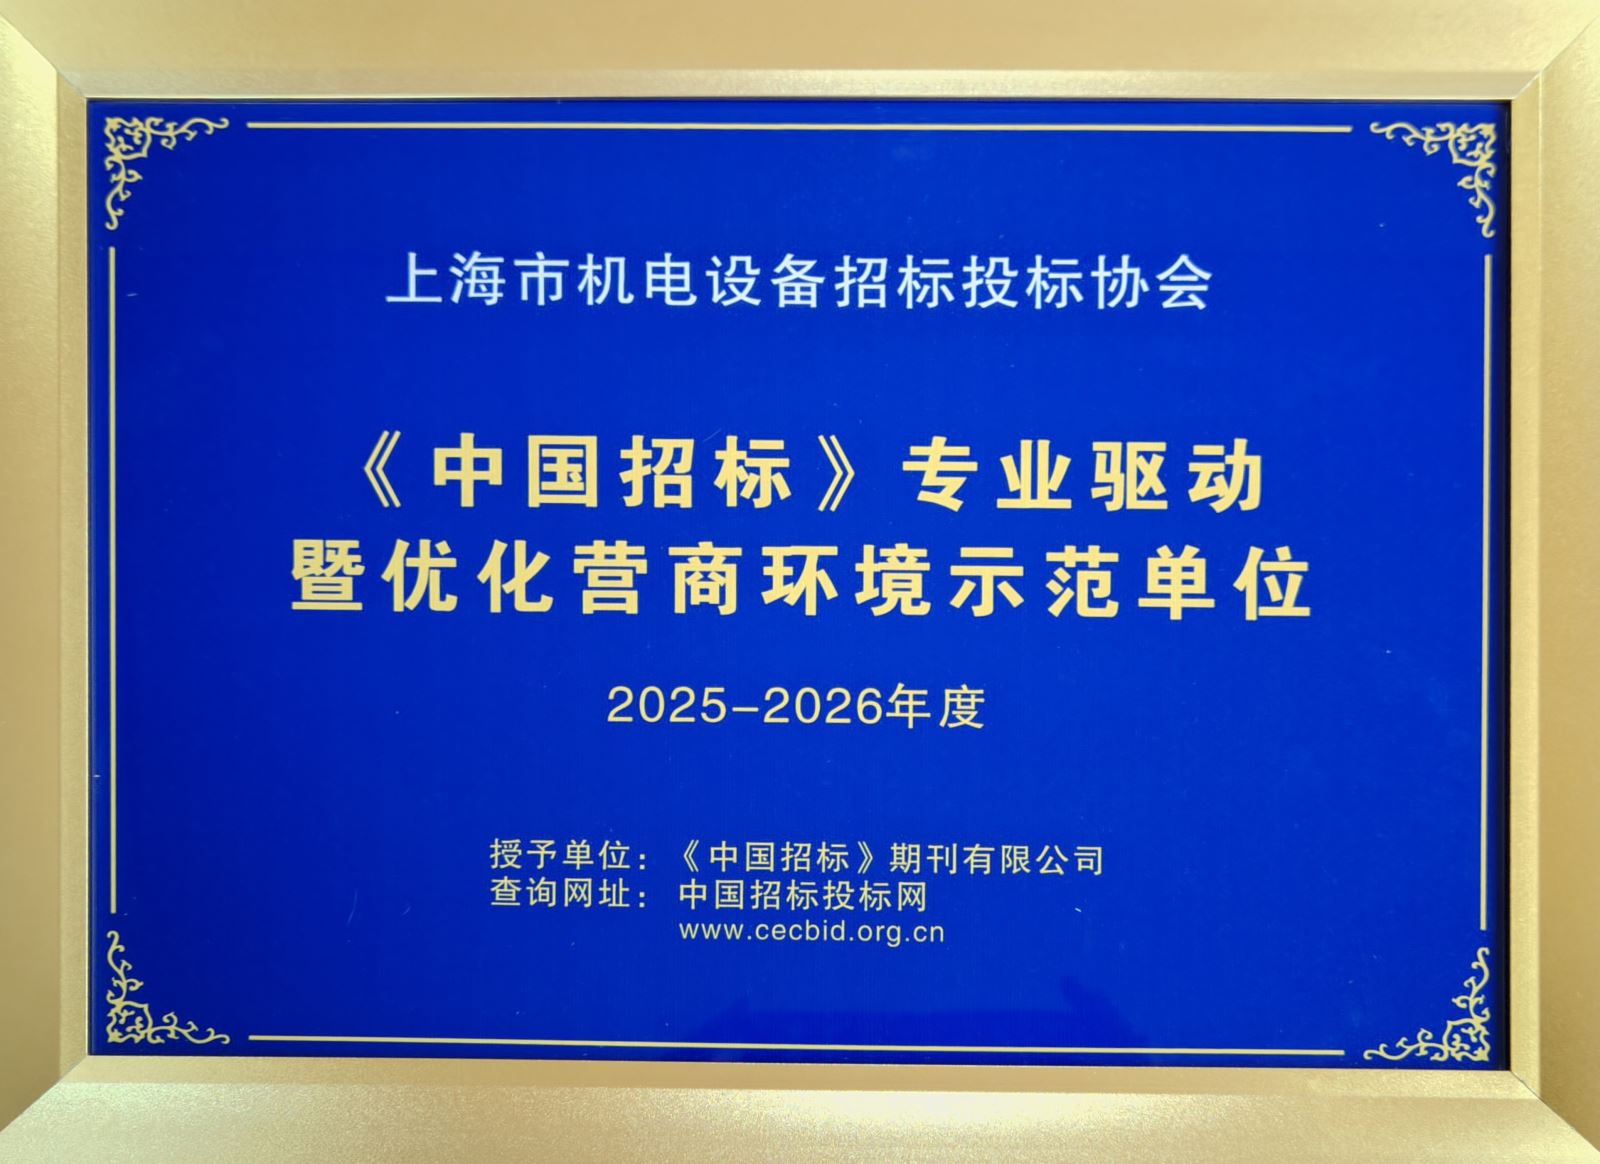 上海市机电设备招标投标协会
《中国招标》专业驱动
暨优化营商环境示范单位
2025-2026年度
授予单位：《中国招标》期刊有限公司
查询网址：中国招标投标网
www.cecbid.org.cn